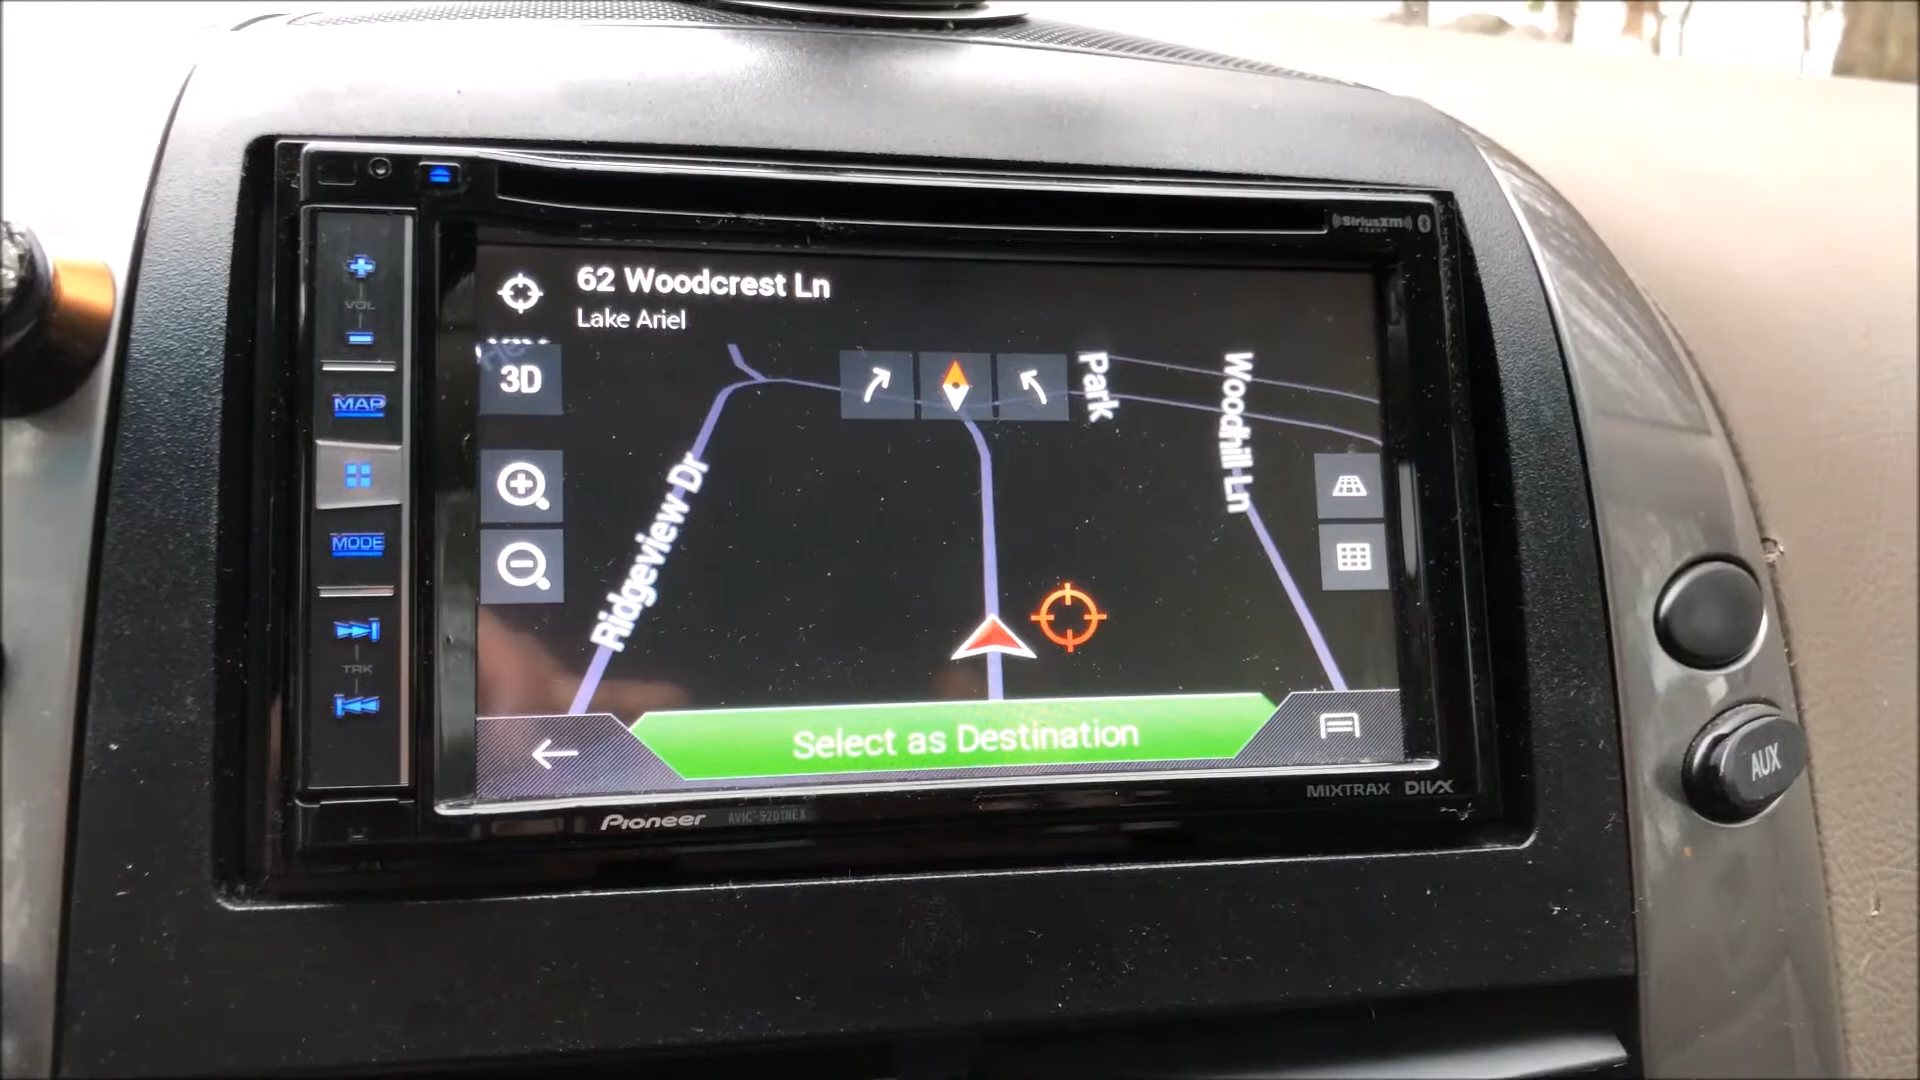 SiriusXM
62 Woodcrest Ln
Lake Ariel
VOL
3D
MAP
Park
Woodhill Ln
Ridgeview Dr
MODE
TRK
Select as Destination
AUX
MIXTRAX DIVX
Pioneer